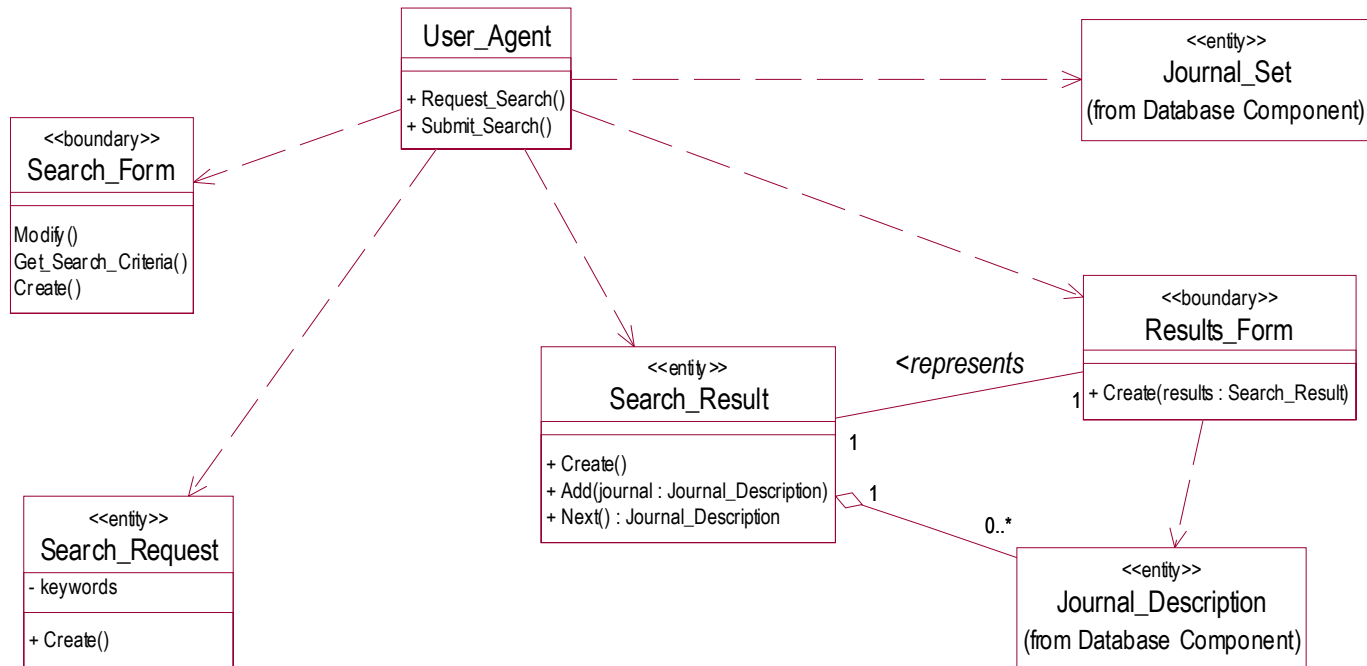 User_Agent
+ Request_Search()
+ Submit_Search()
<<entity>>
Journal_Set
(from Database Component)
<<boundary>>
Search_Form
Modify()
Get_Search_Criteria()
Create()
<<boundary>>
Results_Form
+ Create(results : Search_Result)
<represents
1
1
<<entity>>
Search_Result
+ Create()
+ Add(journal : Journal_Description)
+ Next() : Journal_Description
1
0..*
<<entity>>
Search_Request
- keywords
+ Create()
<<entity>>
Journal_Description
(from Database Component)